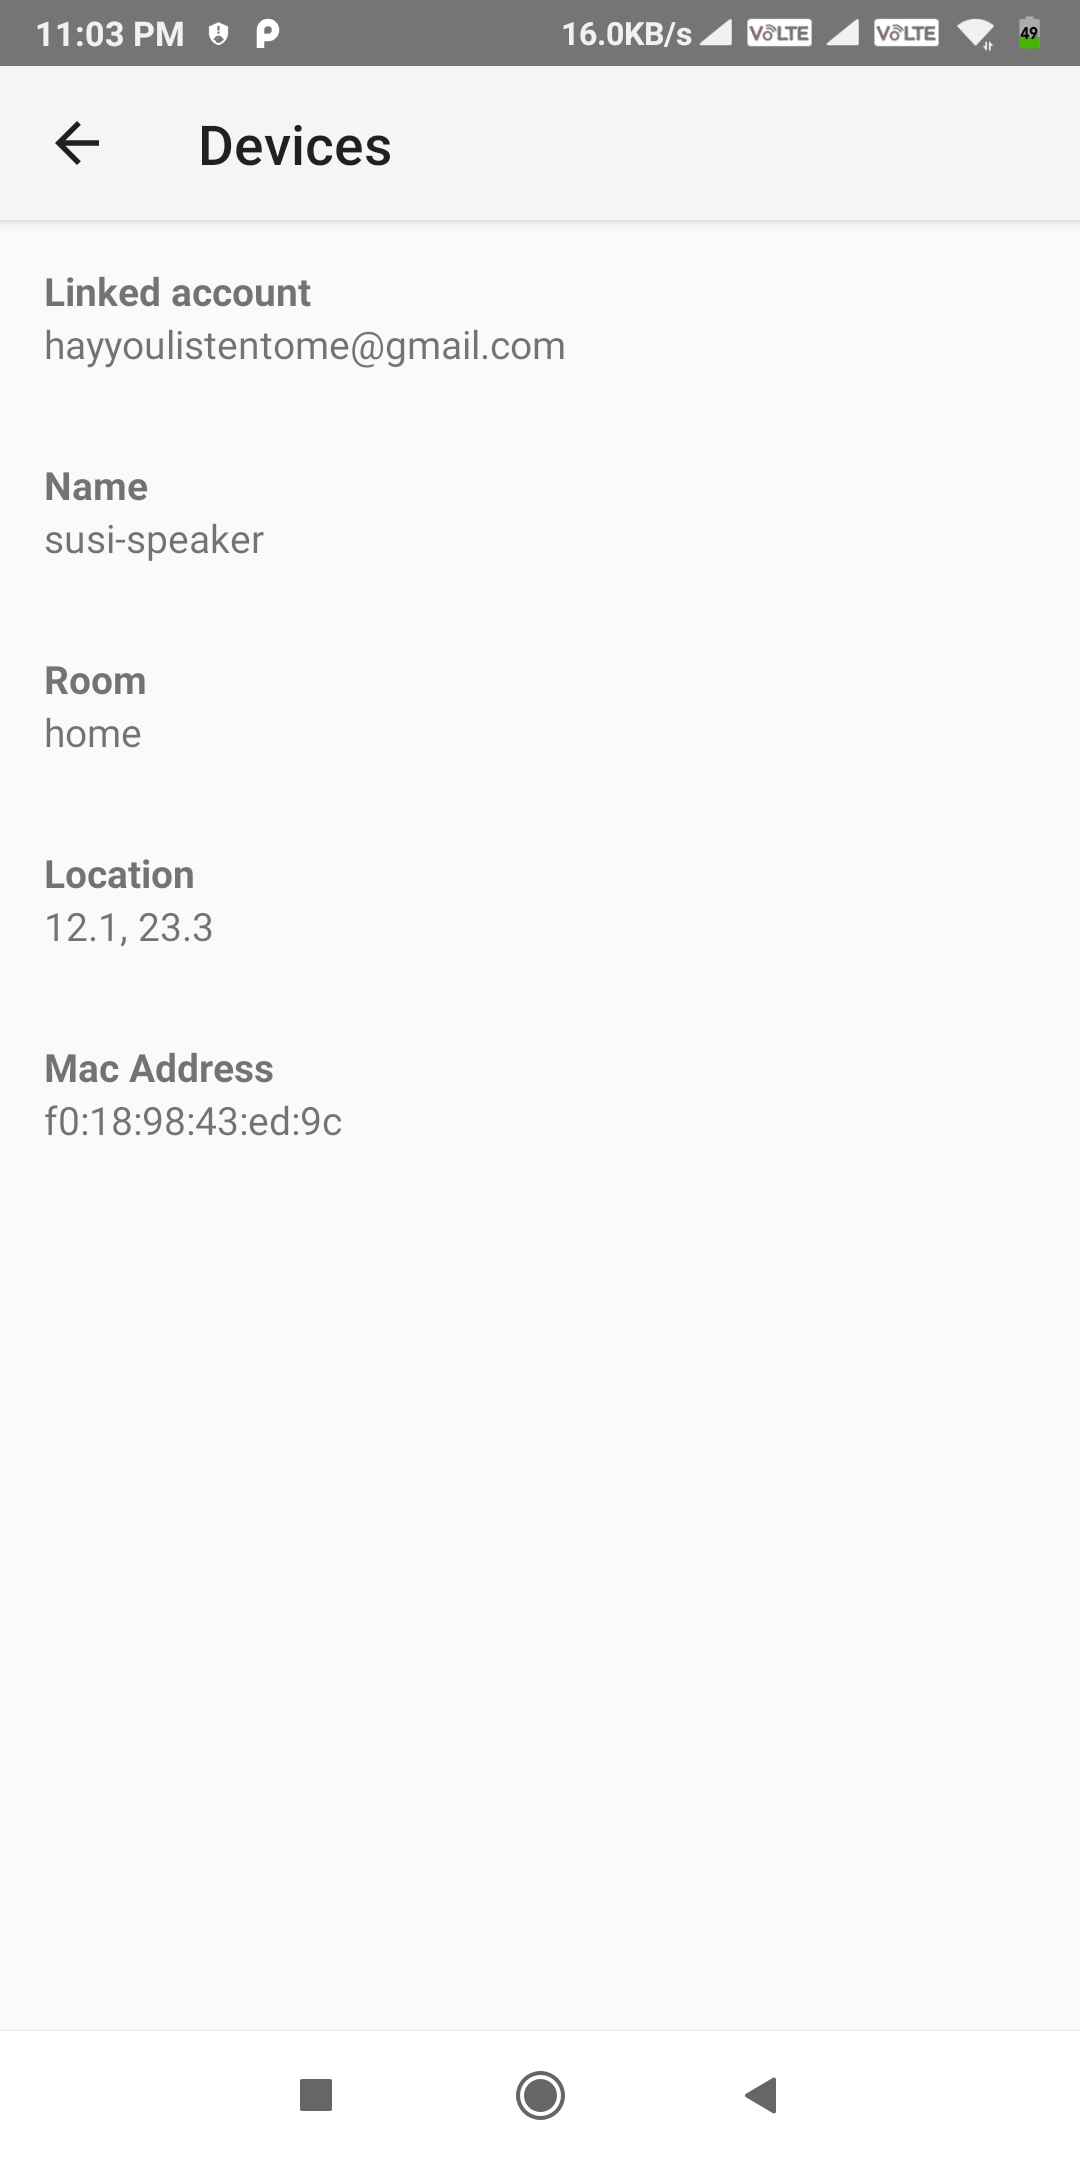 11:03 PM
16.0KB/s VoLTE VoLTE 49
Devices
Linked account
hayyoulistentome@gmail.com
Name
susi-speaker
Room
home
Location
12.1, 23.3
Mac Address
f0:18:98:43:ed:9c